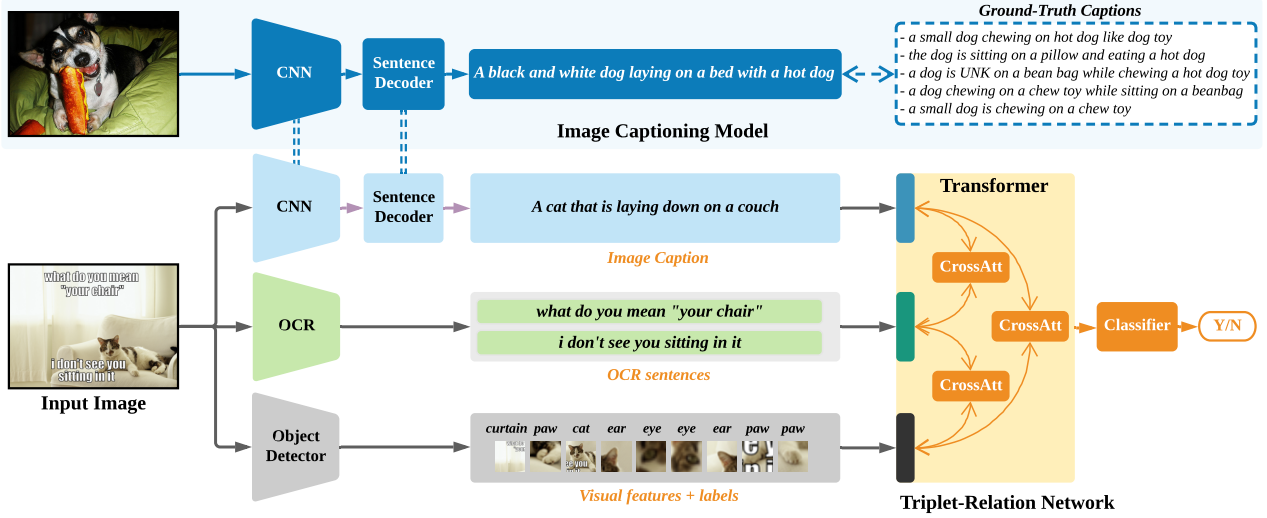 Ground-Truth Captions
- a small dog chewing on hot dog like dog toy
- the dog is sitting on a pillow and eating a hot dog
- a dog is UNK on a bean bag while chewing a hot dog toy
- a dog chewing on a chew toy while sitting on a beanbag
- a small dog is chewing on a chew toy
CNN
Sentence
Decoder
A black and white dog laying on a bed with a hot dog
Image Captioning Model
CNN
Sentence
Decoder
A cat that is laying down on a couch
Image Caption
what do you mean
"your chair"
i don't see you
sitting in it
Input Image
OCR
what do you mean "your chair"
i don't see you sitting in it
OCR sentences
Object
Detector
curtain paw cat ear eye eye ear paw paw
Visual features + labels
Transformer
CrossAtt
CrossAtt
CrossAtt
Classifier
Y/N
Triplet-Relation Network